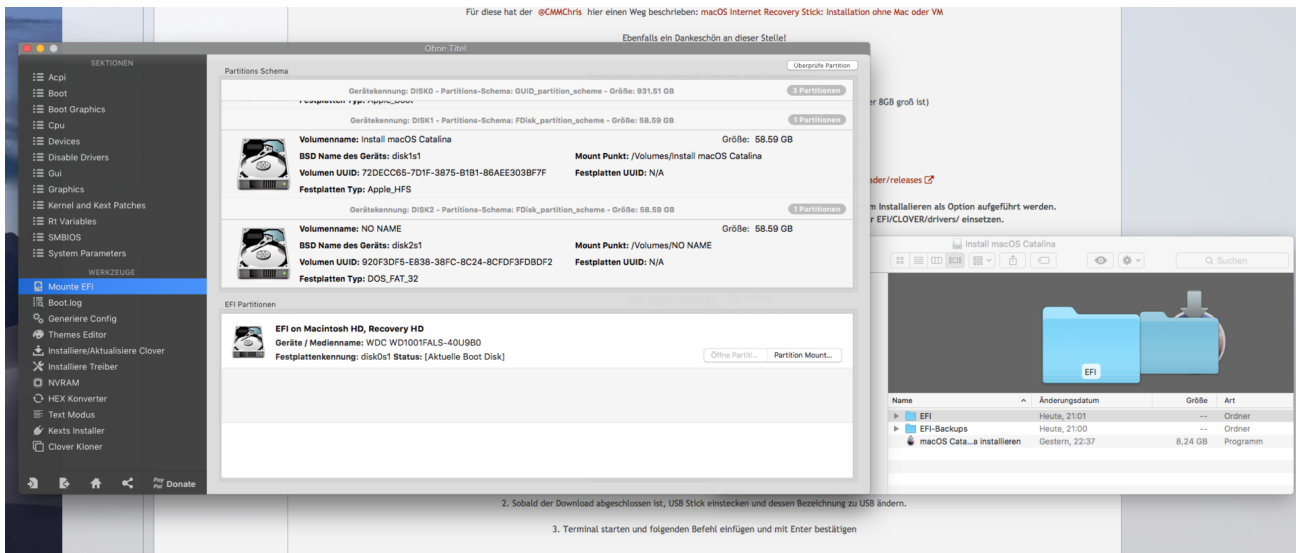 Für diese hat der @CMMChris hier einen Weg beschrieben: macOS Internet Recovery Stick: Installation ohne Mac oder VM
Ebenfalls ein Dankeschön an dieser Stelle!
Ohne Titel
SEKTIONEN
Acpi
Boot
Boot Graphics
Cpu
Devices
Disable Drivers
Gui
Graphics
Kernel and Kext Patches
Rt Variables
SMBIOS
System Parameters
WERKZEUGE
Mounte EFI
Boot.log
Generiere Config
Themes Editor
Installiere/Aktualisiere Clover
Installiere Treiber
NVRAM
HEX Konverter
Text Modus
Kexts Installer
Clover Kloner
Pay Pal Donate
Partitions Schema
Überprüfe Partition
Gerätekennung: DISK0 - Partitions-Schema: GUID_partition_scheme - Größe: 931.51 GB
3 Partitionen
Festplatten Typ: Apple_Boot
Gerätekennung: DISK1 - Partitions-Schema: FDisk_partition_scheme - Größe: 58.59 GB
1 Partitionen
Volumenname: Install macOS Catalina
Größe: 58.59 GB
BSD Name des Geräts: disk1s1
Mount Punkt: /Volumes/Install macOS Catalina
Volumen UUID: 72DECC65-7D1F-3875-B1B1-86AEE303BF7F
Festplatten UUID: N/A
Festplatten Typ: Apple_HFS
Gerätekennung: DISK2 - Partitions-Schema: FDisk_partition_scheme - Größe: 58.59 GB
1 Partitionen
Volumenname: NO NAME
Größe: 58.59 GB
BSD Name des Geräts: disk2s1
Mount Punkt: /Volumes/NO NAME
Volumen UUID: 920F3DF5-E838-38FC-8C24-8CFDF3FDBDF2
Festplatten UUID: N/A
Festplatten Typ: DOS_FAT_32
EFI Partitionen
EFI on Macintosh HD, Recovery HD
Geräte / Medienname: WDC WD1001FALS-40U9B0
Festplattenkennung: disk0s1 Status: [Aktuelle Boot Disk]
Öffne Partiti...
Partition Mount...
er 8GB groß ist)
ader/releases
m Installalieren als Option aufgeführt werden.
r EFI/CLOVER/drivers/ einsetzen.
Install macOS Catalina
Suchen
EFI
Name
Änderungsdatum
Größe
Art
EFI
Heute, 21:01
--
Ordner
EFI-Backups
Heute, 21:00
--
Ordner
macOS Cata...a installieren
Gestern, 22:37
8,24 GB
Programm
2. Sobald der Download abgeschlossen ist, USB Stick einstecken und dessen Bezeichnung zu USB ändern.
3. Terminal starten und folgenden Befehl einfügen und mit Enter bestätigen